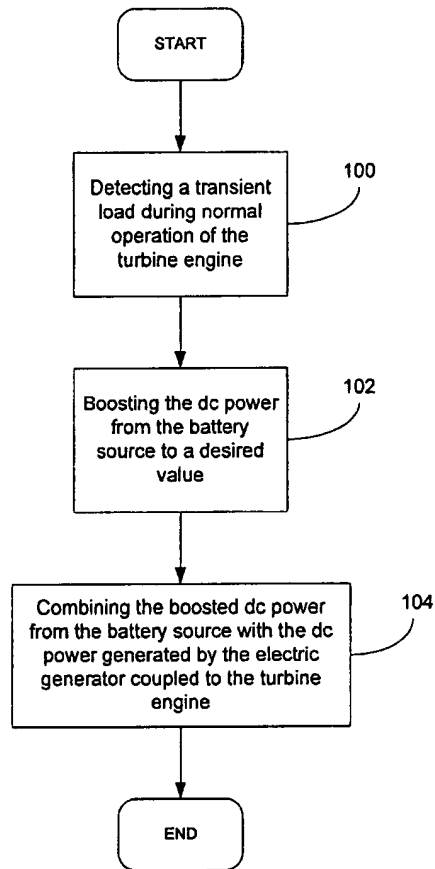 START
100
Detecting a transient
load during normal
operation of the
turbine engine
102
Boosting the dc power
from the battery
source to a desired
value
104
Combining the boosted dc power
from the battery source with the dc
power generated by the electric
generator coupled to the turbine
engine
END